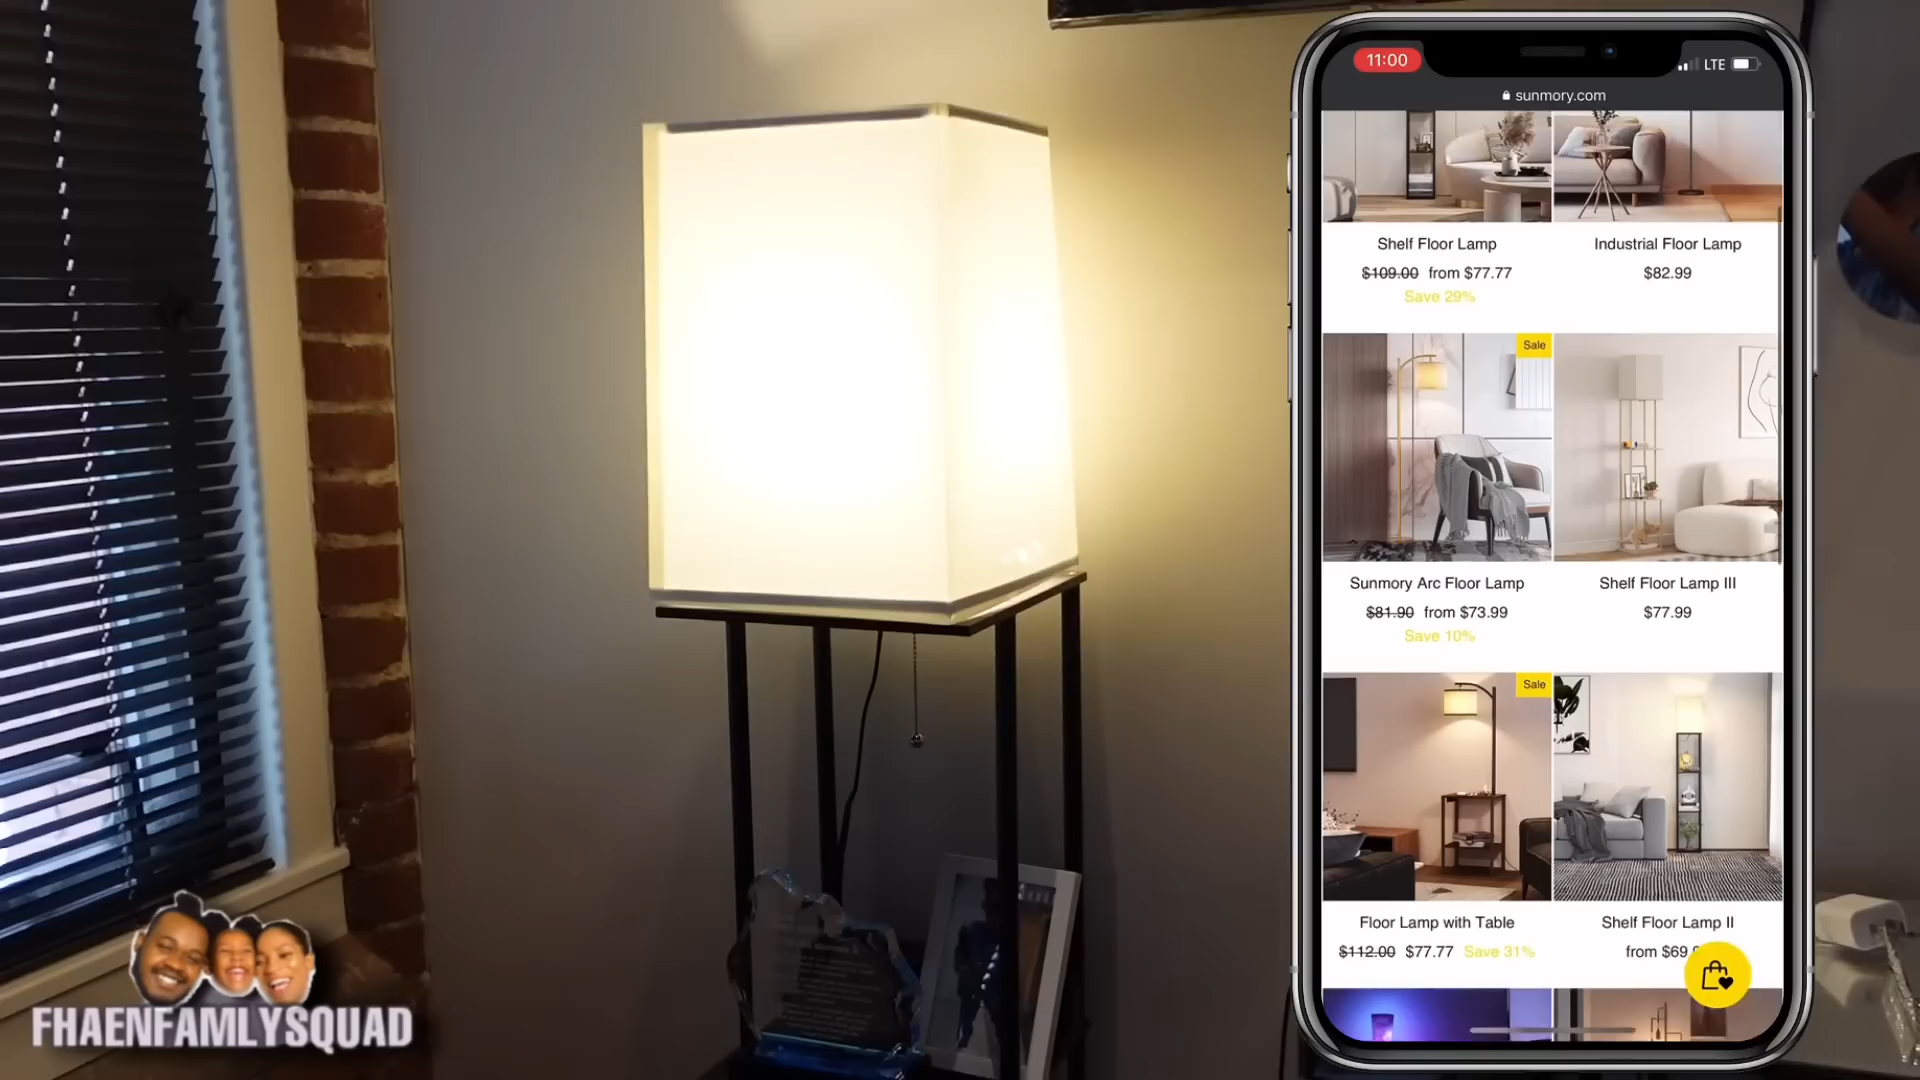 11:00
LTE
sunmory.com
Shelf Floor Lamp
$109.00 from $77.77
Save 29%
Industrial Floor Lamp
$82.99
Sale
Sunmory Arc Floor Lamp
$81.90 from $73.99
Save 10%
Shelf Floor Lamp III
$77.99
Sale
Floor Lamp with Table
$112.00 $77.77 Save 31%
Shelf Floor Lamp II
from $69
FHAENFAMLYSQUAD